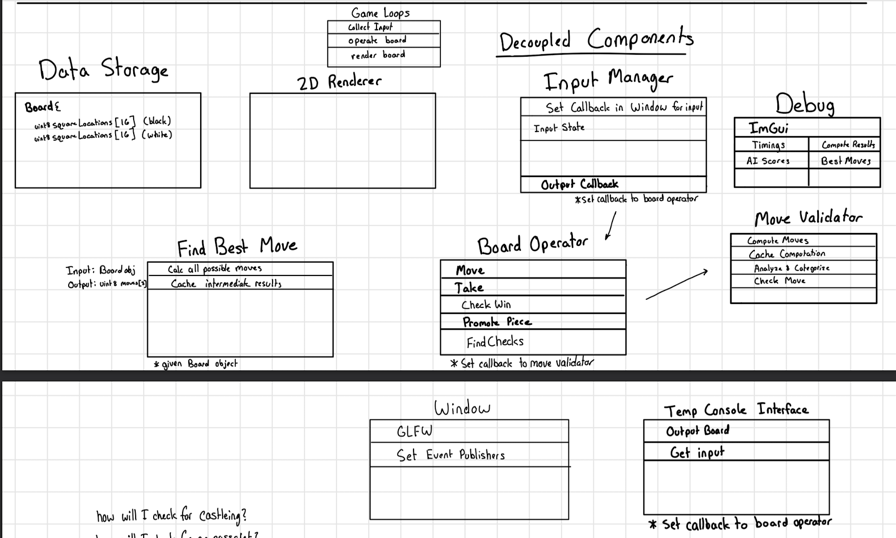 Game Loops
Collect Input
operate board
render board
Decoupled Components
Data Storage
Board{
uint8 squareLocations [16] (black)
uint8 squareLocations [16] (white)
2D Renderer
Input Manager
Set Callback in Window for input
Input State
Output Callback
*Set callback to board operator
Debug
ImGui
Timings
Compute Results
AI Scores
Best Moves
Find Best Move
Input: Board obj
Output: uint8 moves[5]
Calc all possible moves
Cache intermediate results
* given Board object
Board Operator
Move
Take
Check Win
Promote Piece
Find Checks
* Set callback to move validator
Move Validator
Compute Moves
Cache Computation
Analyze & Categorize
Check Move
Window
GLFW
Set Event Publishers
Temp Console Interface
Output Board
Get input
* Set callback to board operator
how will I check for castleing?
how will I